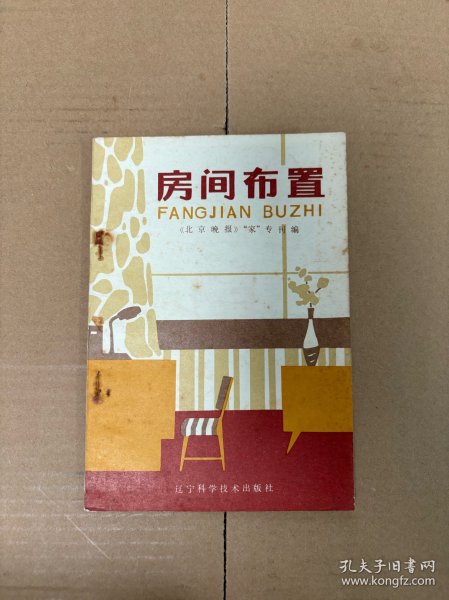 房间布置
FANGJIAN BUZHI
《北京晚报》“家”专刊编
辽宁科学技术出版社
孔夫子旧书网
www.kongfz.com